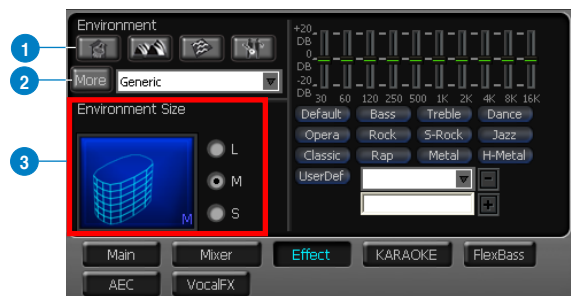 Environment
1
2
More Generic
Environment Size
3
L
M
S
M
+20
DB
0
DB
-20
DB
30 60 120 250 500 1K 2K 4K 8K 16K
Default Bass Treble Dance
Opera Rock S-Rock Jazz
Classic Rap Metal H-Metal
UserDef
Main Mixer Effect KARAOKE FlexBass
AEC VocalFX